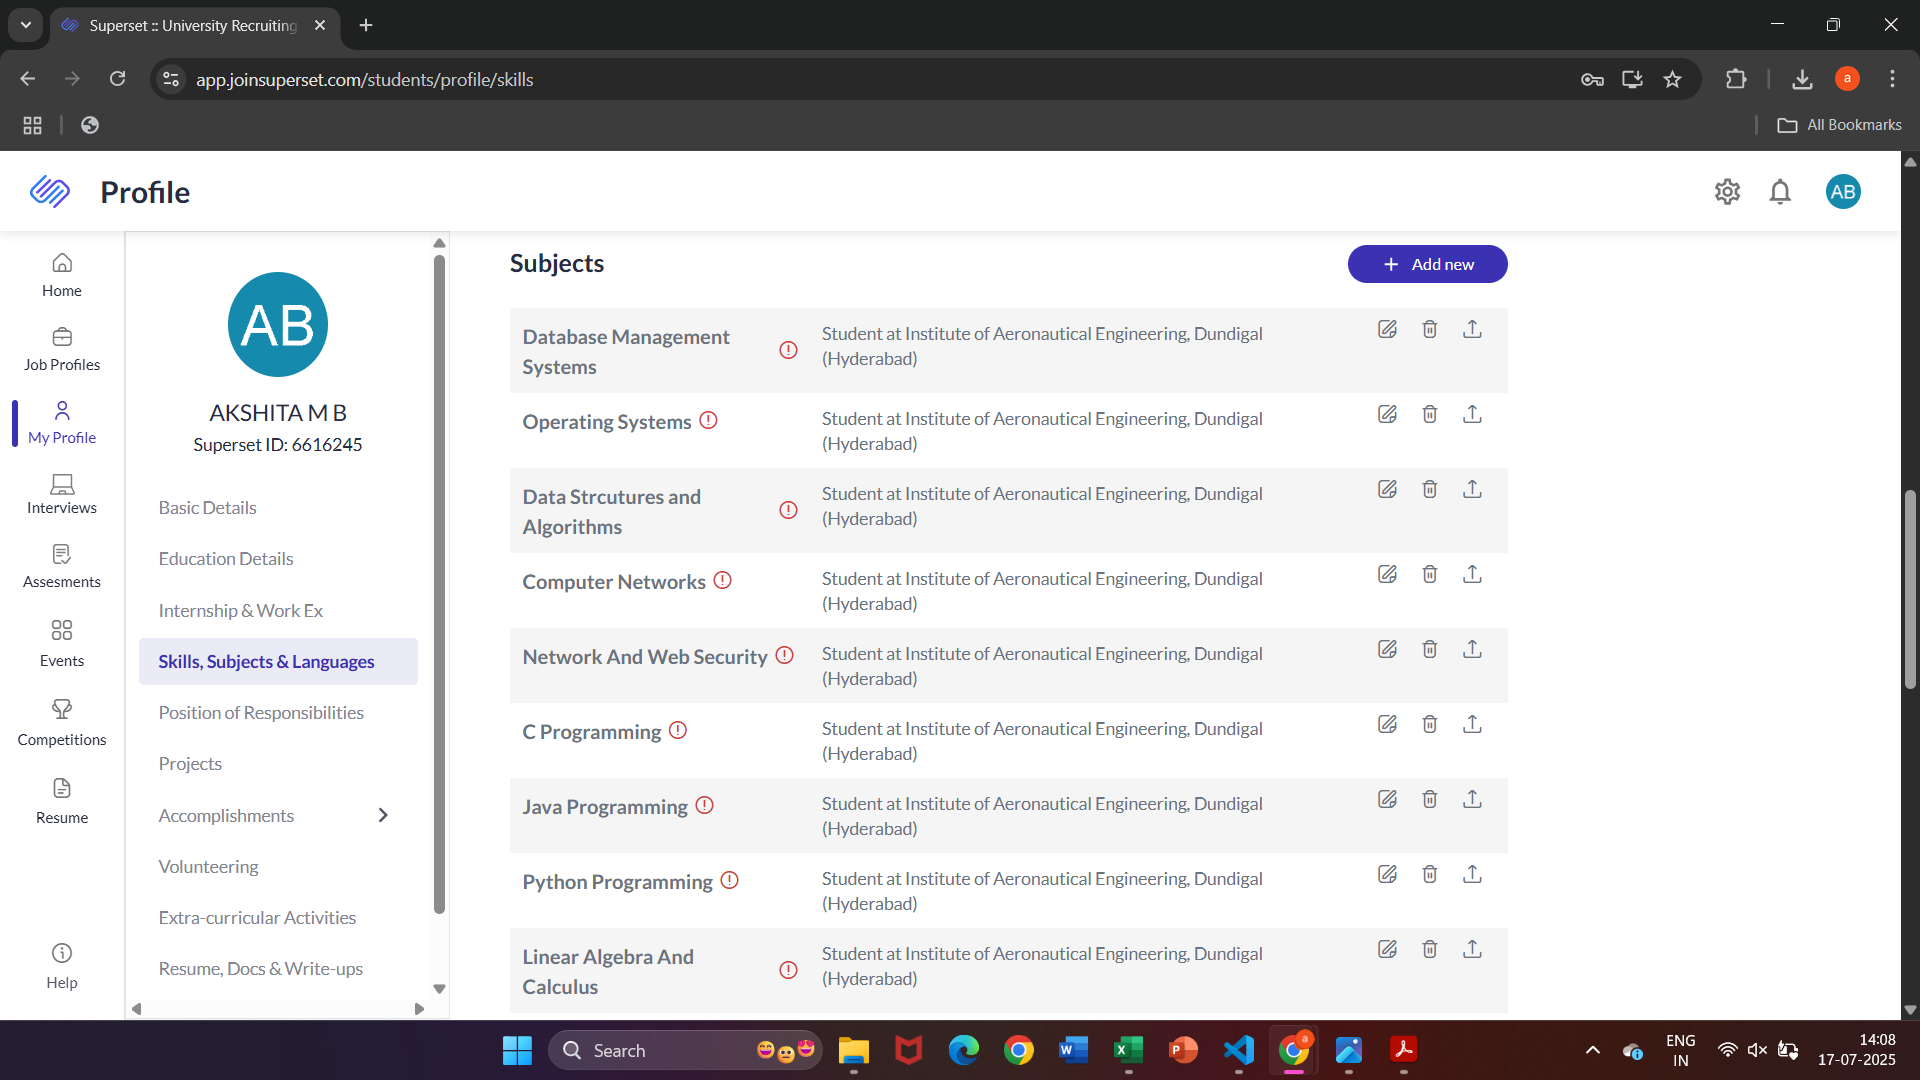 Superset :: University Recruiting
app.joinsuperset.com/students/profile/skills
a
All Bookmarks
Profile
AB
Home
Job Profiles
My Profile
Interviews
Assesments
Events
Competitions
Resume
Help
AB
AKSHITA M B
Superset ID: 6616245
Basic Details
Education Details
Internship & Work Ex
Skills, Subjects & Languages
Position of Responsibilities
Projects
Accomplishments
Volunteering
Extra-curricular Activities
Resume, Docs & Write-ups
Subjects
+ Add new
Database Management
Systems
Student at Institute of Aeronautical Engineering, Dundigal
(Hyderabad)
Operating Systems
Student at Institute of Aeronautical Engineering, Dundigal
(Hyderabad)
Data Strcutures and
Algorithms
Student at Institute of Aeronautical Engineering, Dundigal
(Hyderabad)
Computer Networks
Student at Institute of Aeronautical Engineering, Dundigal
(Hyderabad)
Network And Web Security
Student at Institute of Aeronautical Engineering, Dundigal
(Hyderabad)
C Programming
Student at Institute of Aeronautical Engineering, Dundigal
(Hyderabad)
Java Programming
Student at Institute of Aeronautical Engineering, Dundigal
(Hyderabad)
Python Programming
Student at Institute of Aeronautical Engineering, Dundigal
(Hyderabad)
Linear Algebra And
Calculus
Student at Institute of Aeronautical Engineering, Dundigal
(Hyderabad)
Search
a
ENG
IN
14:08
17-07-2025